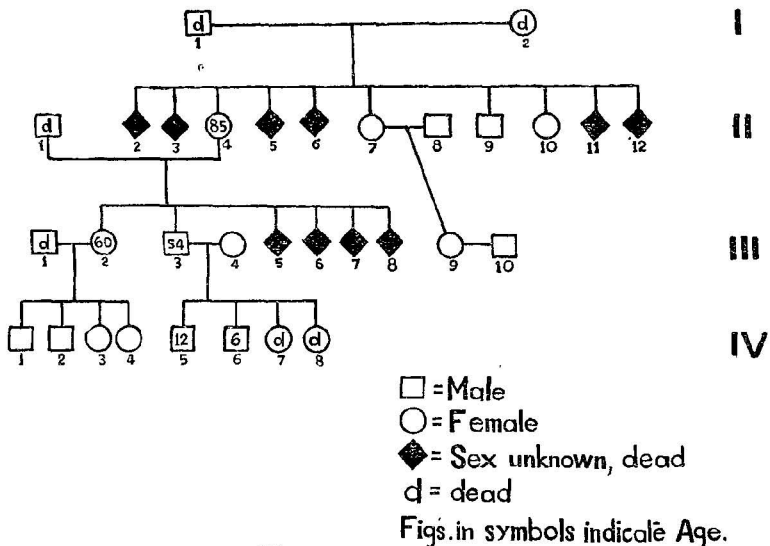 d d I
1 2
d 85 II
1 2 3 4 5 6 7 8 9 10 11 12
d 60 54 III
1 2 3 4 5 6 7 8 9 10
12 6 d d IV
1 2 3 4 5 6 7 8
= Male
= Female
= Sex unknown, dead
d = dead
Figs. in symbols indicate Age.